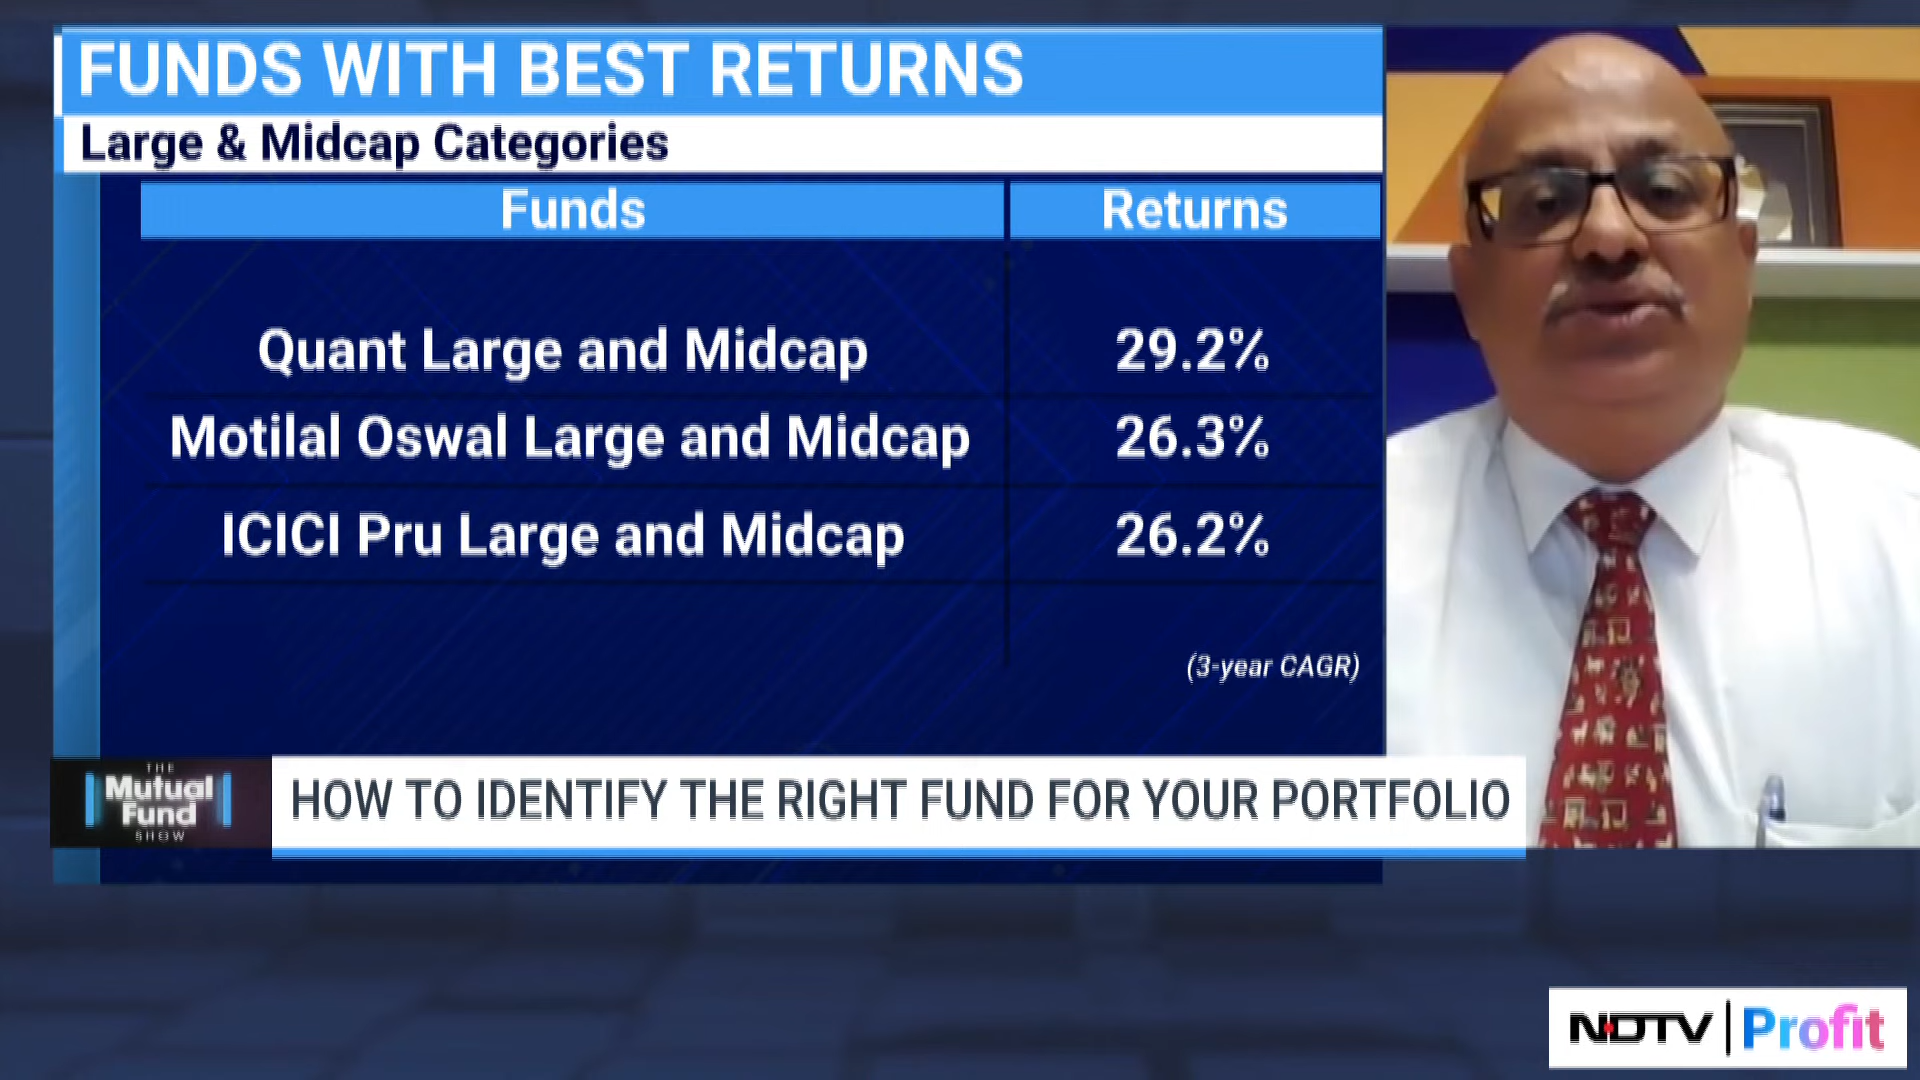 FUNDS WITH BEST RETURNS
Large & Midcap Categories
Funds Returns
Quant Large and Midcap 29.2%
Motilal Oswal Large and Midcap 26.3%
ICICI Pru Large and Midcap 26.2%
(3-year CAGR)
THE
Mutual
Fund
SHOW
HOW TO IDENTIFY THE RIGHT FUND FOR YOUR PORTFOLIO
NDTV Profit